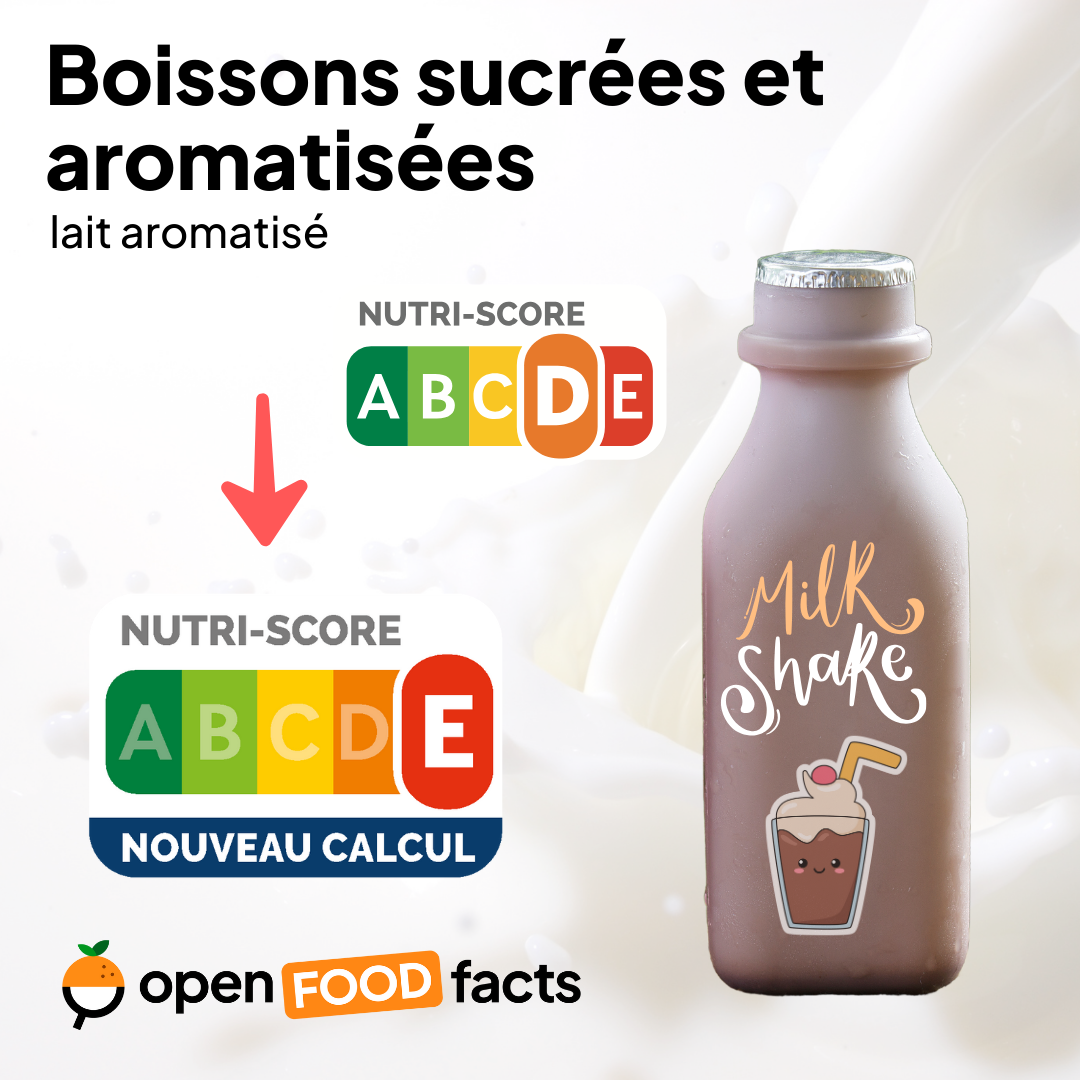 Boissons sucrées et
aromatisées
lait aromatisé
NUTRI-SCORE
A B C D E
NUTRI-SCORE
A B C D E
NOUVEAU CALCUL
Milk
Shake
open FOOD facts